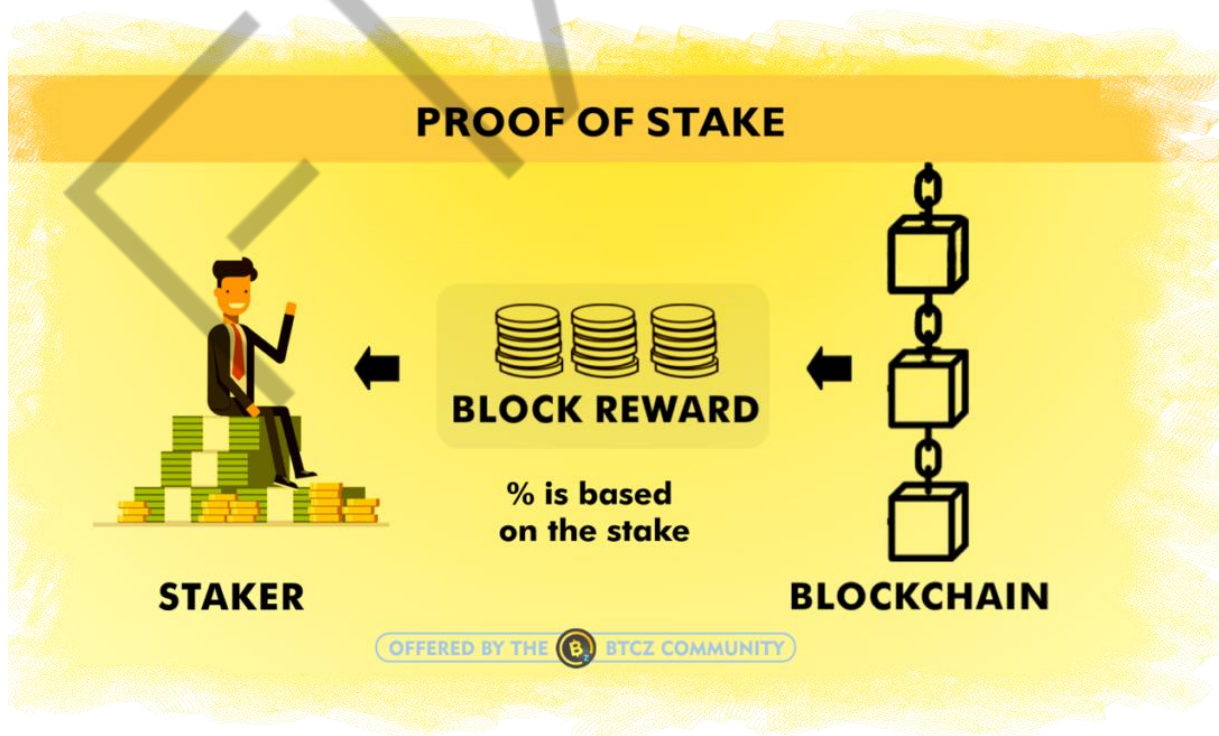 PROOF OF STAKE
BLOCK REWARD
% is based
on the stake
STAKER
BLOCKCHAIN
OFFERED BY THE BTCZ COMMUNITY